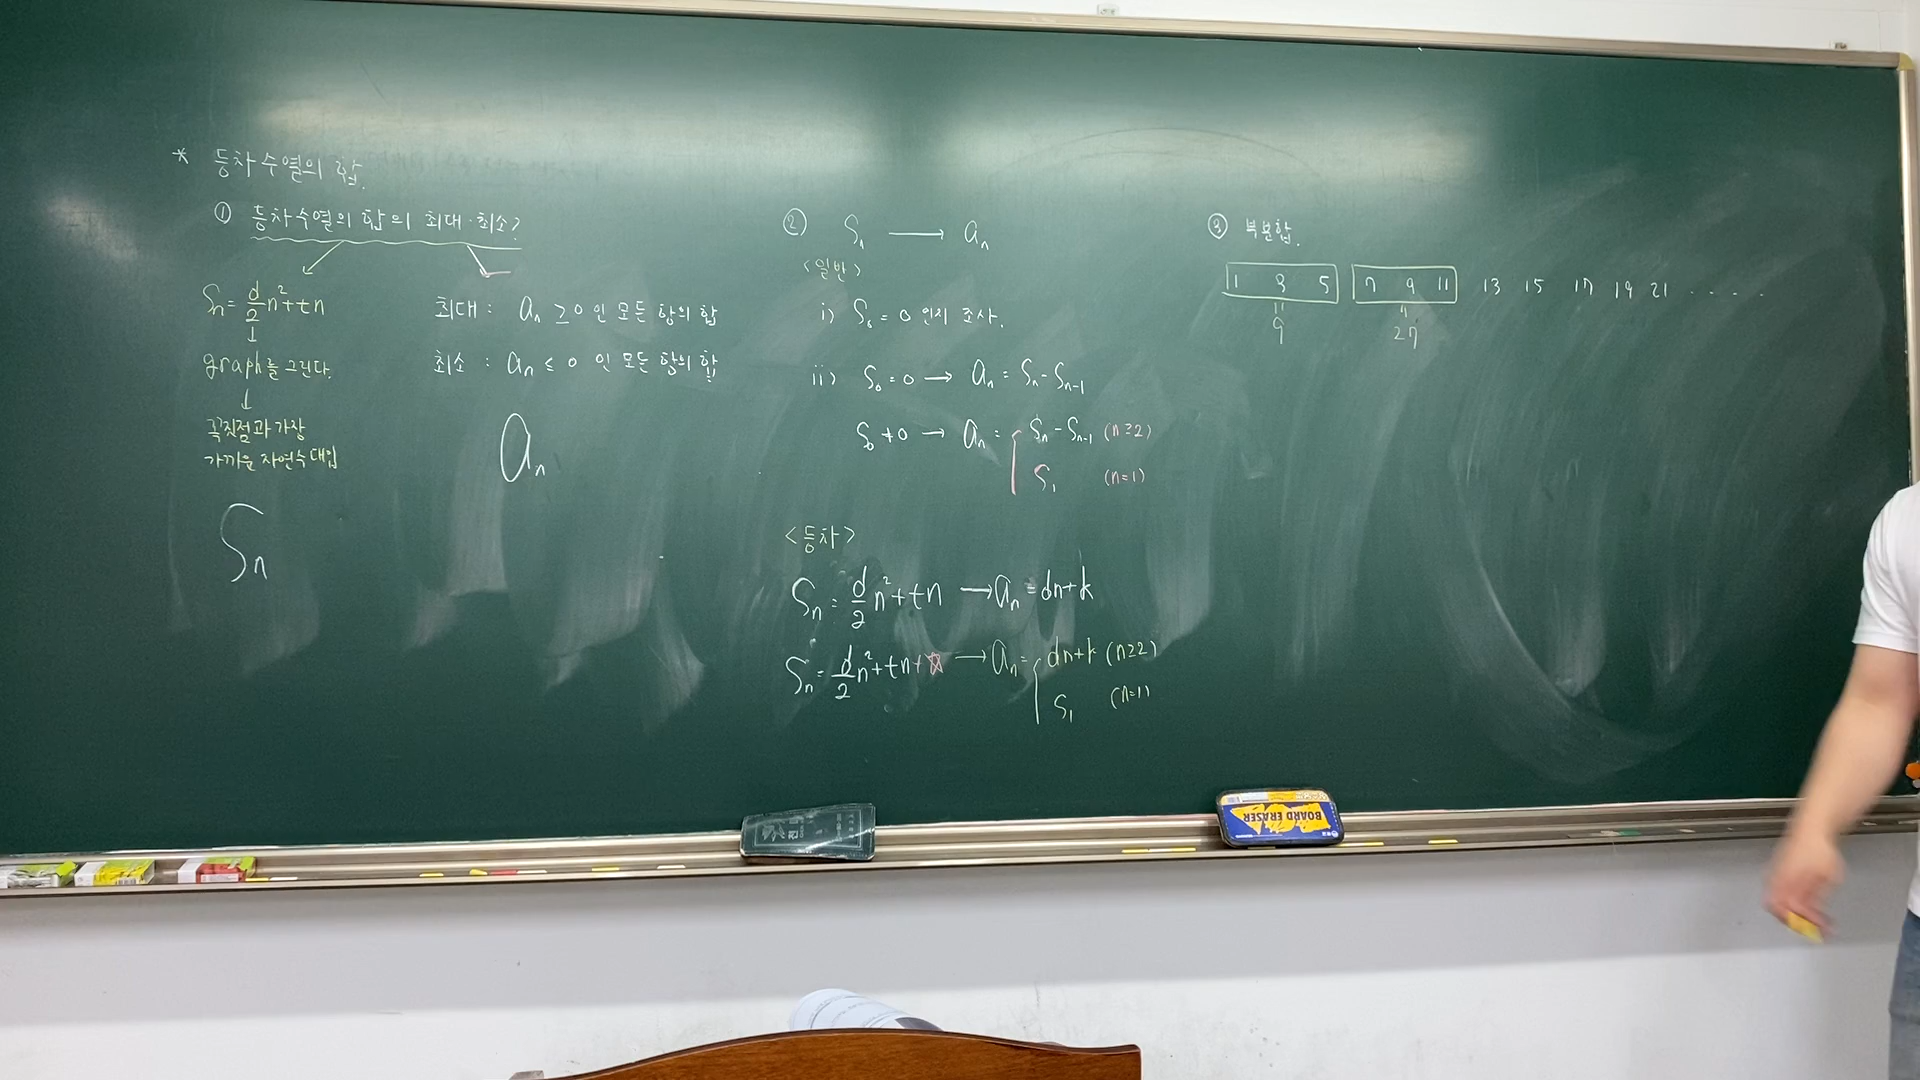 * 등차수열의 합.
① 등차수열의 합의 최대·최소?
Sn = d/2 n² + tn
↓
graph를 그린다.
↓
꼭짓점과 가장
가까운 자연수 대입
Sn
최대 : an ≥ 0 인 모든 항의 합
최소 : an ≤ 0 인 모든 항의 합
an
② Sn → an
<일반>
i) S₀ = 0 인지 조사.
ii) S₀ = 0 → an = Sn - Sn-1
S₀ ≠ 0 → an = { Sn - Sn-1 (n≥2)
S₁ (n=1)
<등차>
Sn = d/2 n² + tn → an = dn+k
Sn = d/2 n² + tn + ☆ → an = { dn+k (n≥2)
S₁ (n=1)
③ 부분합.
1 3 5 7 9 11 13 15 17 19 21 . . . .
9 27
BOARD ERASER